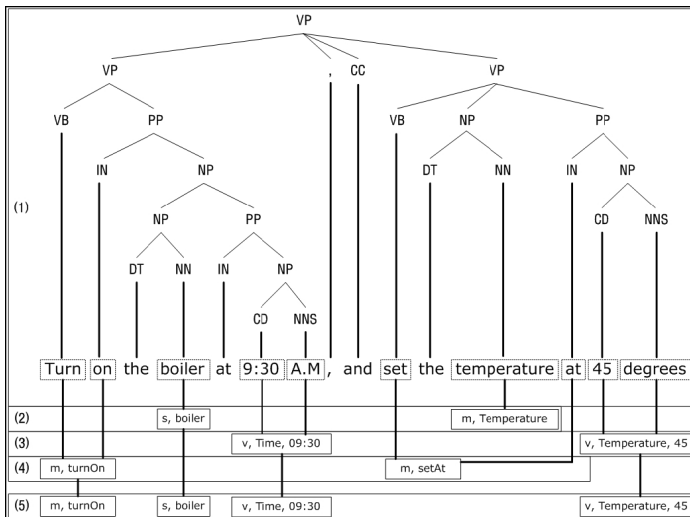 VP
VP , CC VP
VB PP VB NP PP
IN NP DT NN IN NP
(1)
NP PP CD NNS
DT NN IN NP
CD NNS
Turn on the boiler at 9:30 A.M , and set the temperature at 45 degrees
(2) s, boiler m, Temperature
(3) v, Time, 09:30 v, Temperature, 45
(4) m, turnOn m, setAt
(5) m, turnOn s, boiler v, Time, 09:30 v, Temperature, 45